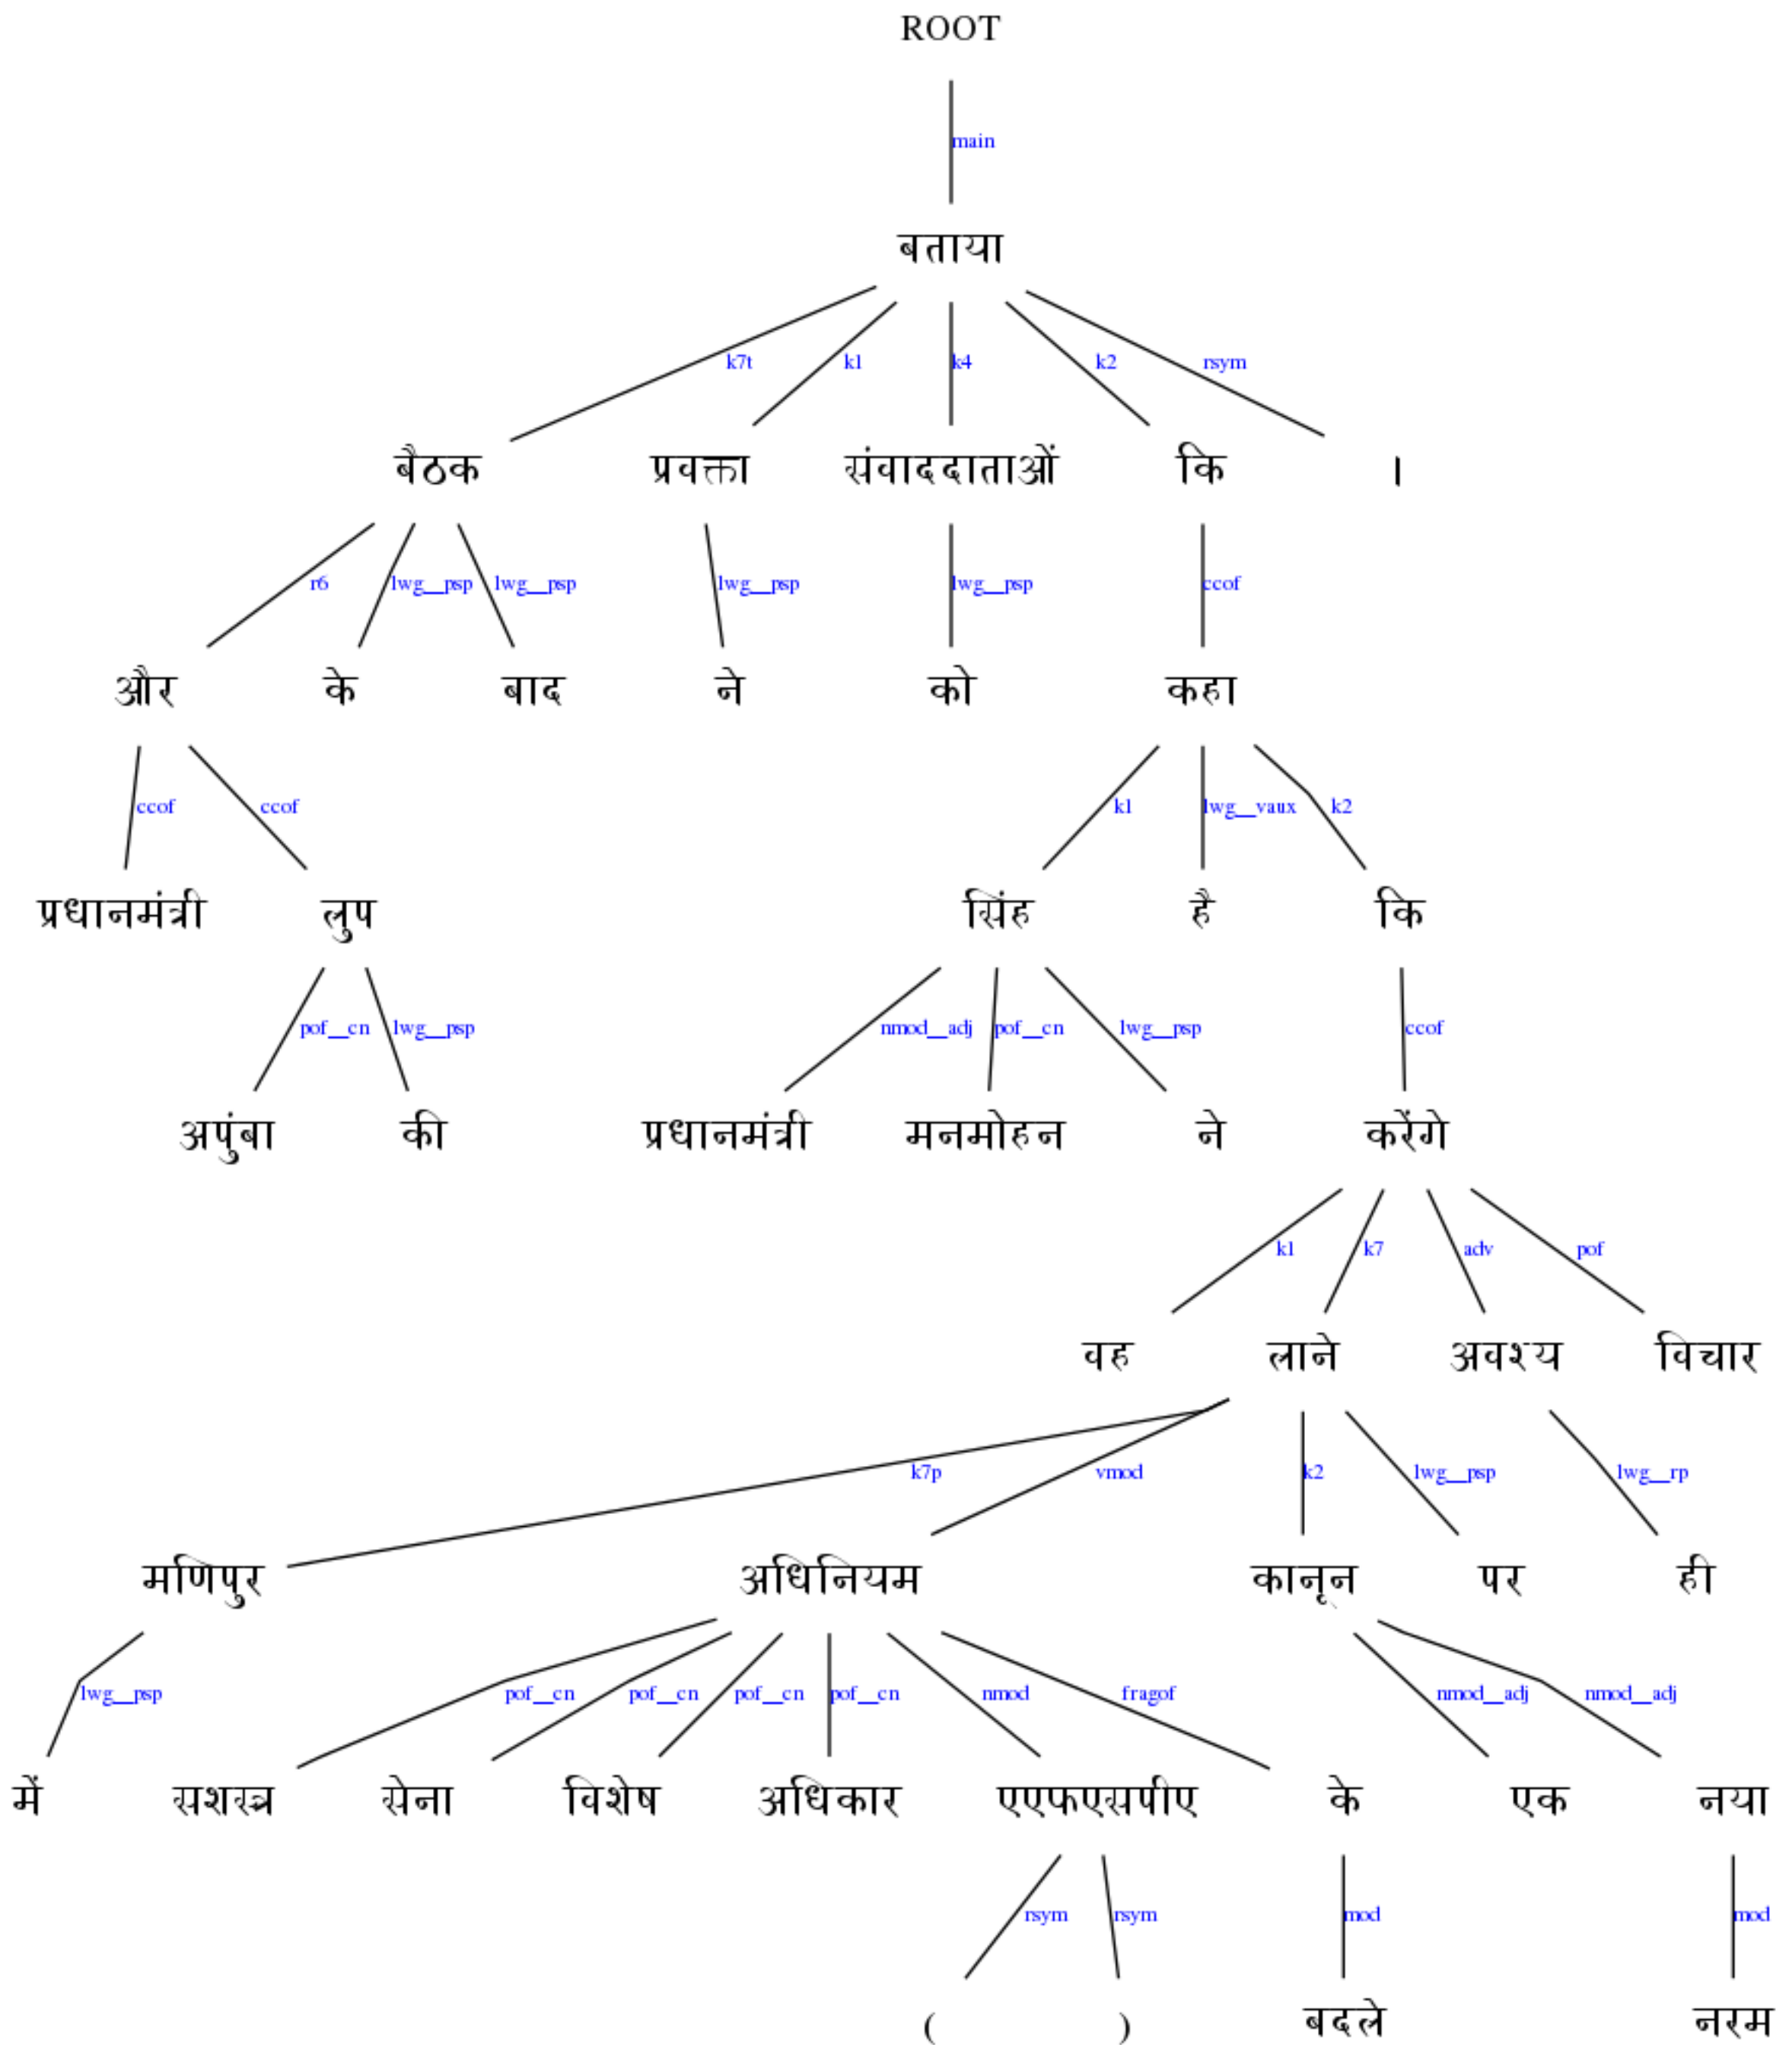 ROOT
main
बताया
k7t k1 k4 k2 rsym
बैठक प्रवक्ता संवाददाताओं कि ।
r6 lwg__psp lwg__psp lwg__psp lwg__psp ccof
और के बाद ने को कहा
ccof ccof k1 lwg__vaux k2
प्रधानमंत्री लुप सिंह है कि
pof__cn lwg__psp nmod__adj pof__cn lwg__psp ccof
अपुंबा की प्रधानमंत्री मनमोहन ने करेंगे
k1 k7 adv pof
वह लाने अवश्य विचार
k7p vmod k2 lwg__psp lwg__rp
मणिपुर अधिनियम कानून पर ही
lwg__psp pof__cn pof__cn pof__cn pof__cn nmod fragof nmod__adj nmod__adj
में सशस्त्र सेना विशेष अधिकार एएफएसपीए के एक नया
rsym rsym mod mod
( ) बदले नरम